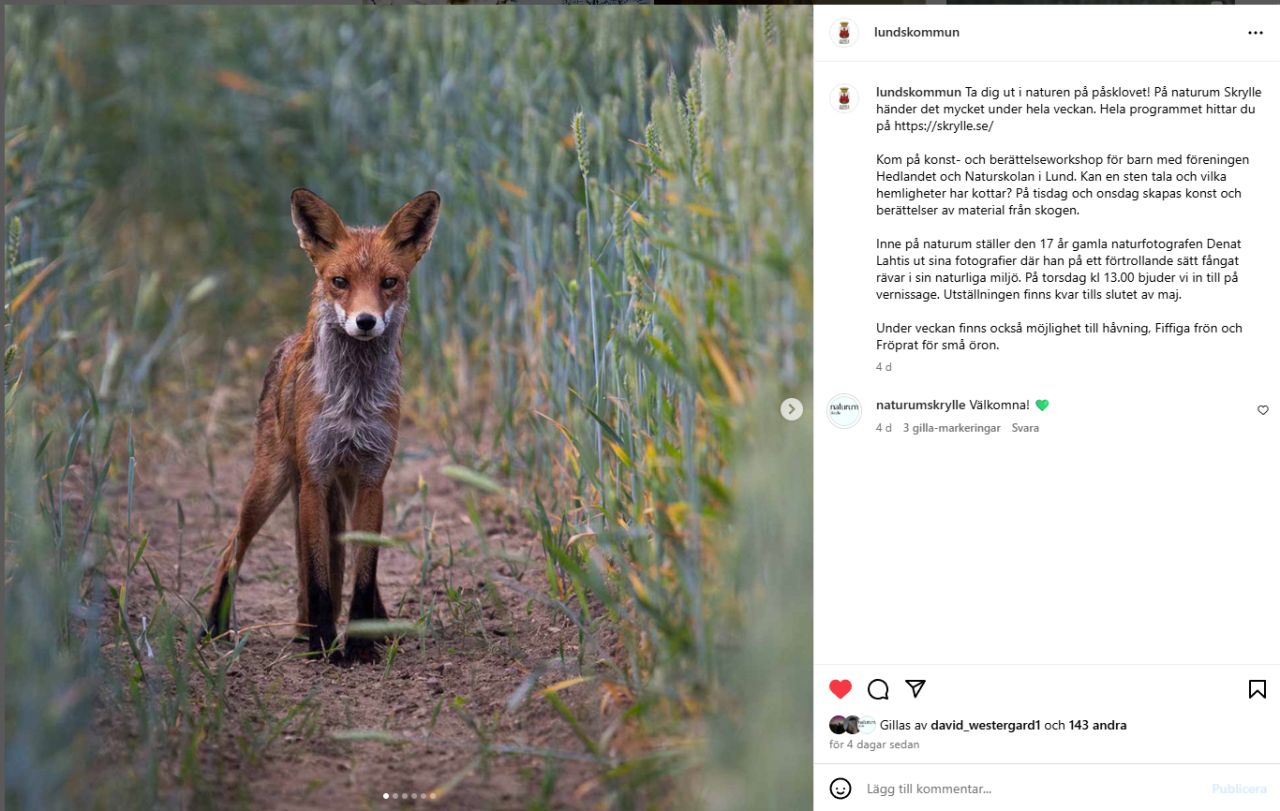 lundskommun
lundskommun Ta dig ut i naturen på påsklovet! På naturum Skrylle
händer det mycket under hela veckan. Hela programmet hittar du
på https://skrylle.se/
Kom på konst- och berättelseworkshop för barn med föreningen
Hedlandet och Naturskolan i Lund. Kan en sten tala och vilka
hemligheter har kottar? På tisdag och onsdag skapas konst och
berättelser av material från skogen.
Inne på naturum ställer den 17 år gamla naturfotografen Denat
Lahtis ut sina fotografier där han på ett förtrollande sätt fångat
rävar i sin naturliga miljö. På torsdag kl 13.00 bjuder vi in till på
vernissage. Utställningen finns kvar tills slutet av maj.
Under veckan finns också möjlighet till håvning, Fiffiga frön och
Fröprat för små öron.
4 d
naturum
naturumskrylle Välkomna! 💚
4 d 3 gilla-markeringar Svara
Gillas av david_westergard1 och 143 andra
för 4 dagar sedan
Lägg till kommentar... Publicera